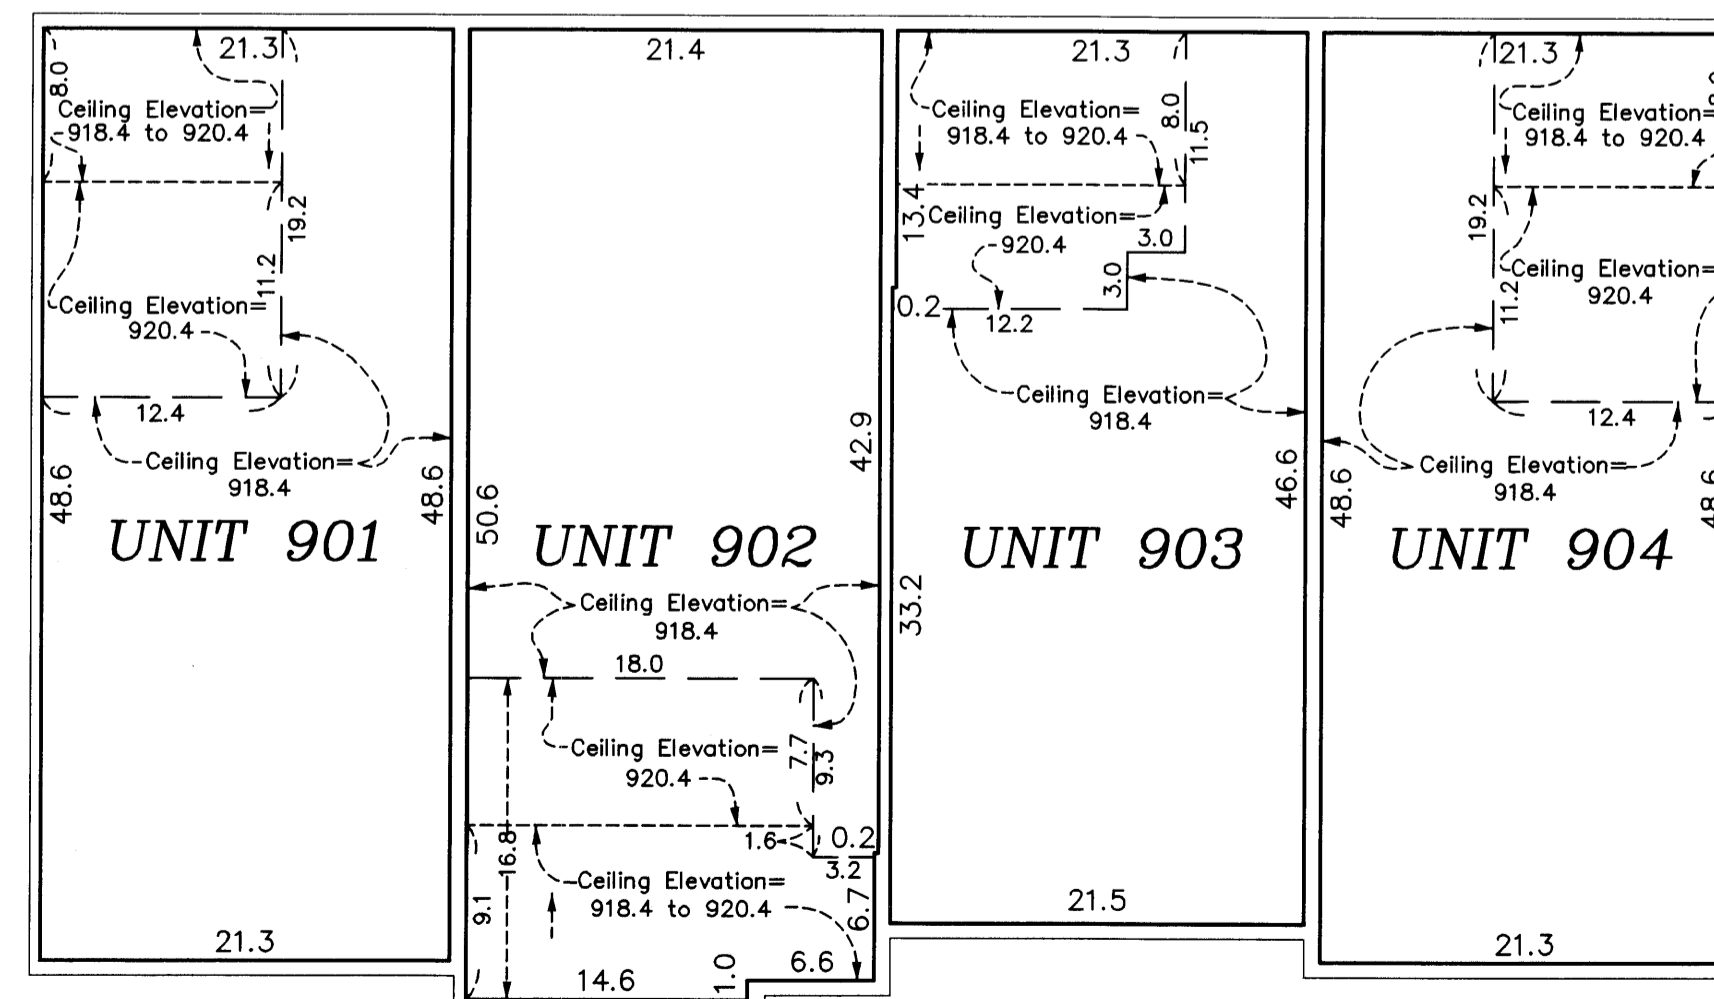 21.3
8.0
Ceiling Elevation=
918.4 to 920.4
19.2
11.2
Ceiling Elevation=
920.4
12.4
Ceiling Elevation=
918.4
48.6
48.6
UNIT 901
21.3
21.4
42.9
50.6
UNIT 902
Ceiling Elevation=
918.4
18.0
Ceiling Elevation=
920.4
7.7
9.3
16.8
1.6
0.2
3.2
Ceiling Elevation=
918.4 to 920.4
9.1
6.7
1.0
6.6
14.6
21.3
8.0
11.5
Ceiling Elevation=
918.4 to 920.4
13.4
Ceiling Elevation=
920.4
3.0
3.0
0.2
12.2
Ceiling Elevation=
918.4
46.6
UNIT 903
33.2
21.5
21.3
Ceiling Elevation=
918.4 to 920.4
19.2
11.2
Ceiling Elevation=
920.4
12.4
Ceiling Elevation=
918.4
48.6
48.6
UNIT 904
21.3